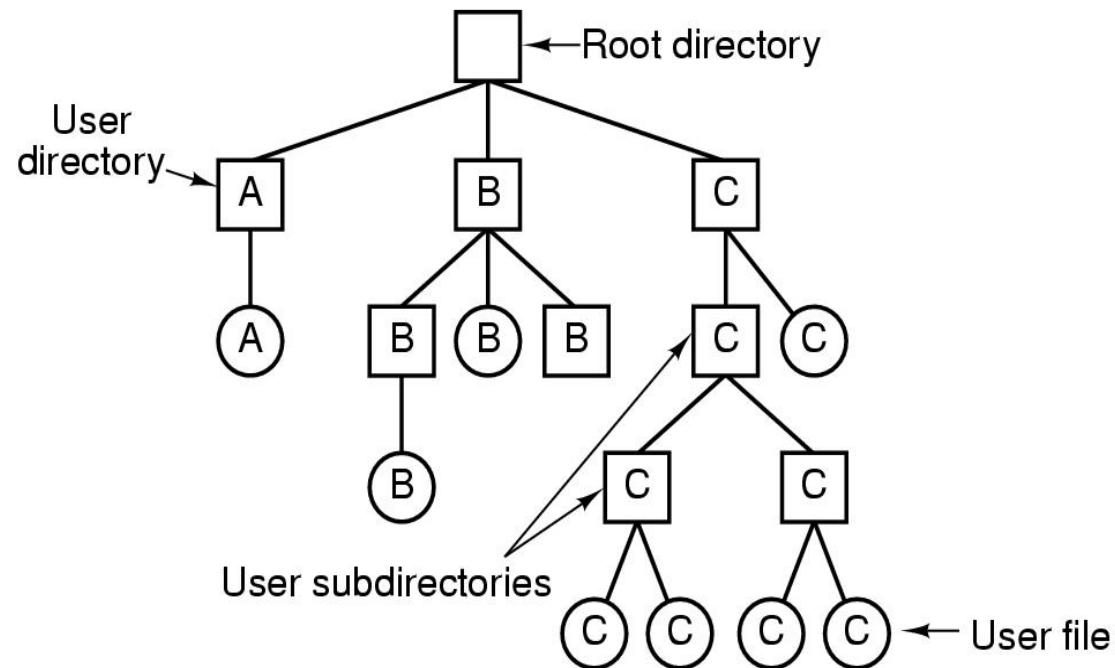 Root directory
User
directory
A
B
C
A
B
B
B
C
C
B
C
C
User subdirectories
C
C
C
C
User file